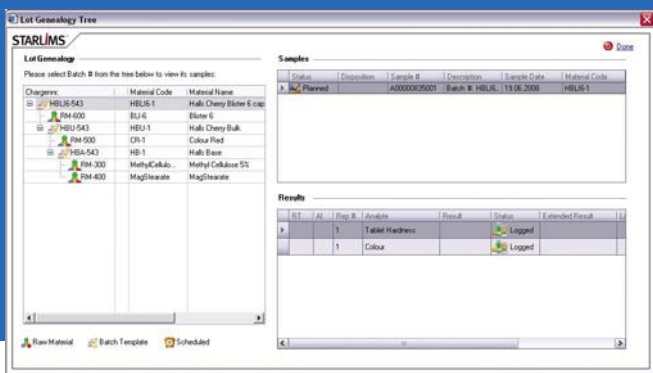 Lot Genealogy Tree
STARLIMS
Done
Lot Genealogy
Please select Batch # from the tree below to view its samples:
Chargennr. Material Code Material Name
HBLI6-543 HBLI6-1 Halls Cherry Blister 6 cap
RM-600 BLI-6 Blister 6
HBU-543 HBU-1 Halls Cherry Bulk
RM-500 CR-1 Colour Red
HBA-543 HB-1 Halls Base
RM-300 MethylCellulo... Methyl Cellulose 5%
RM-400 MagStearate MagStearate
Raw Material Batch Template Scheduled
Samples
Status Disposition Sample # Description Sample Date Material Code
Planned A00000835001 Batch #: HBLI6... 19.06.2008 HBLI6-1
Results
RT Al Rep # Analyte Result Status Extended Result
1 Tablet Hardness Logged
1 Colour Logged